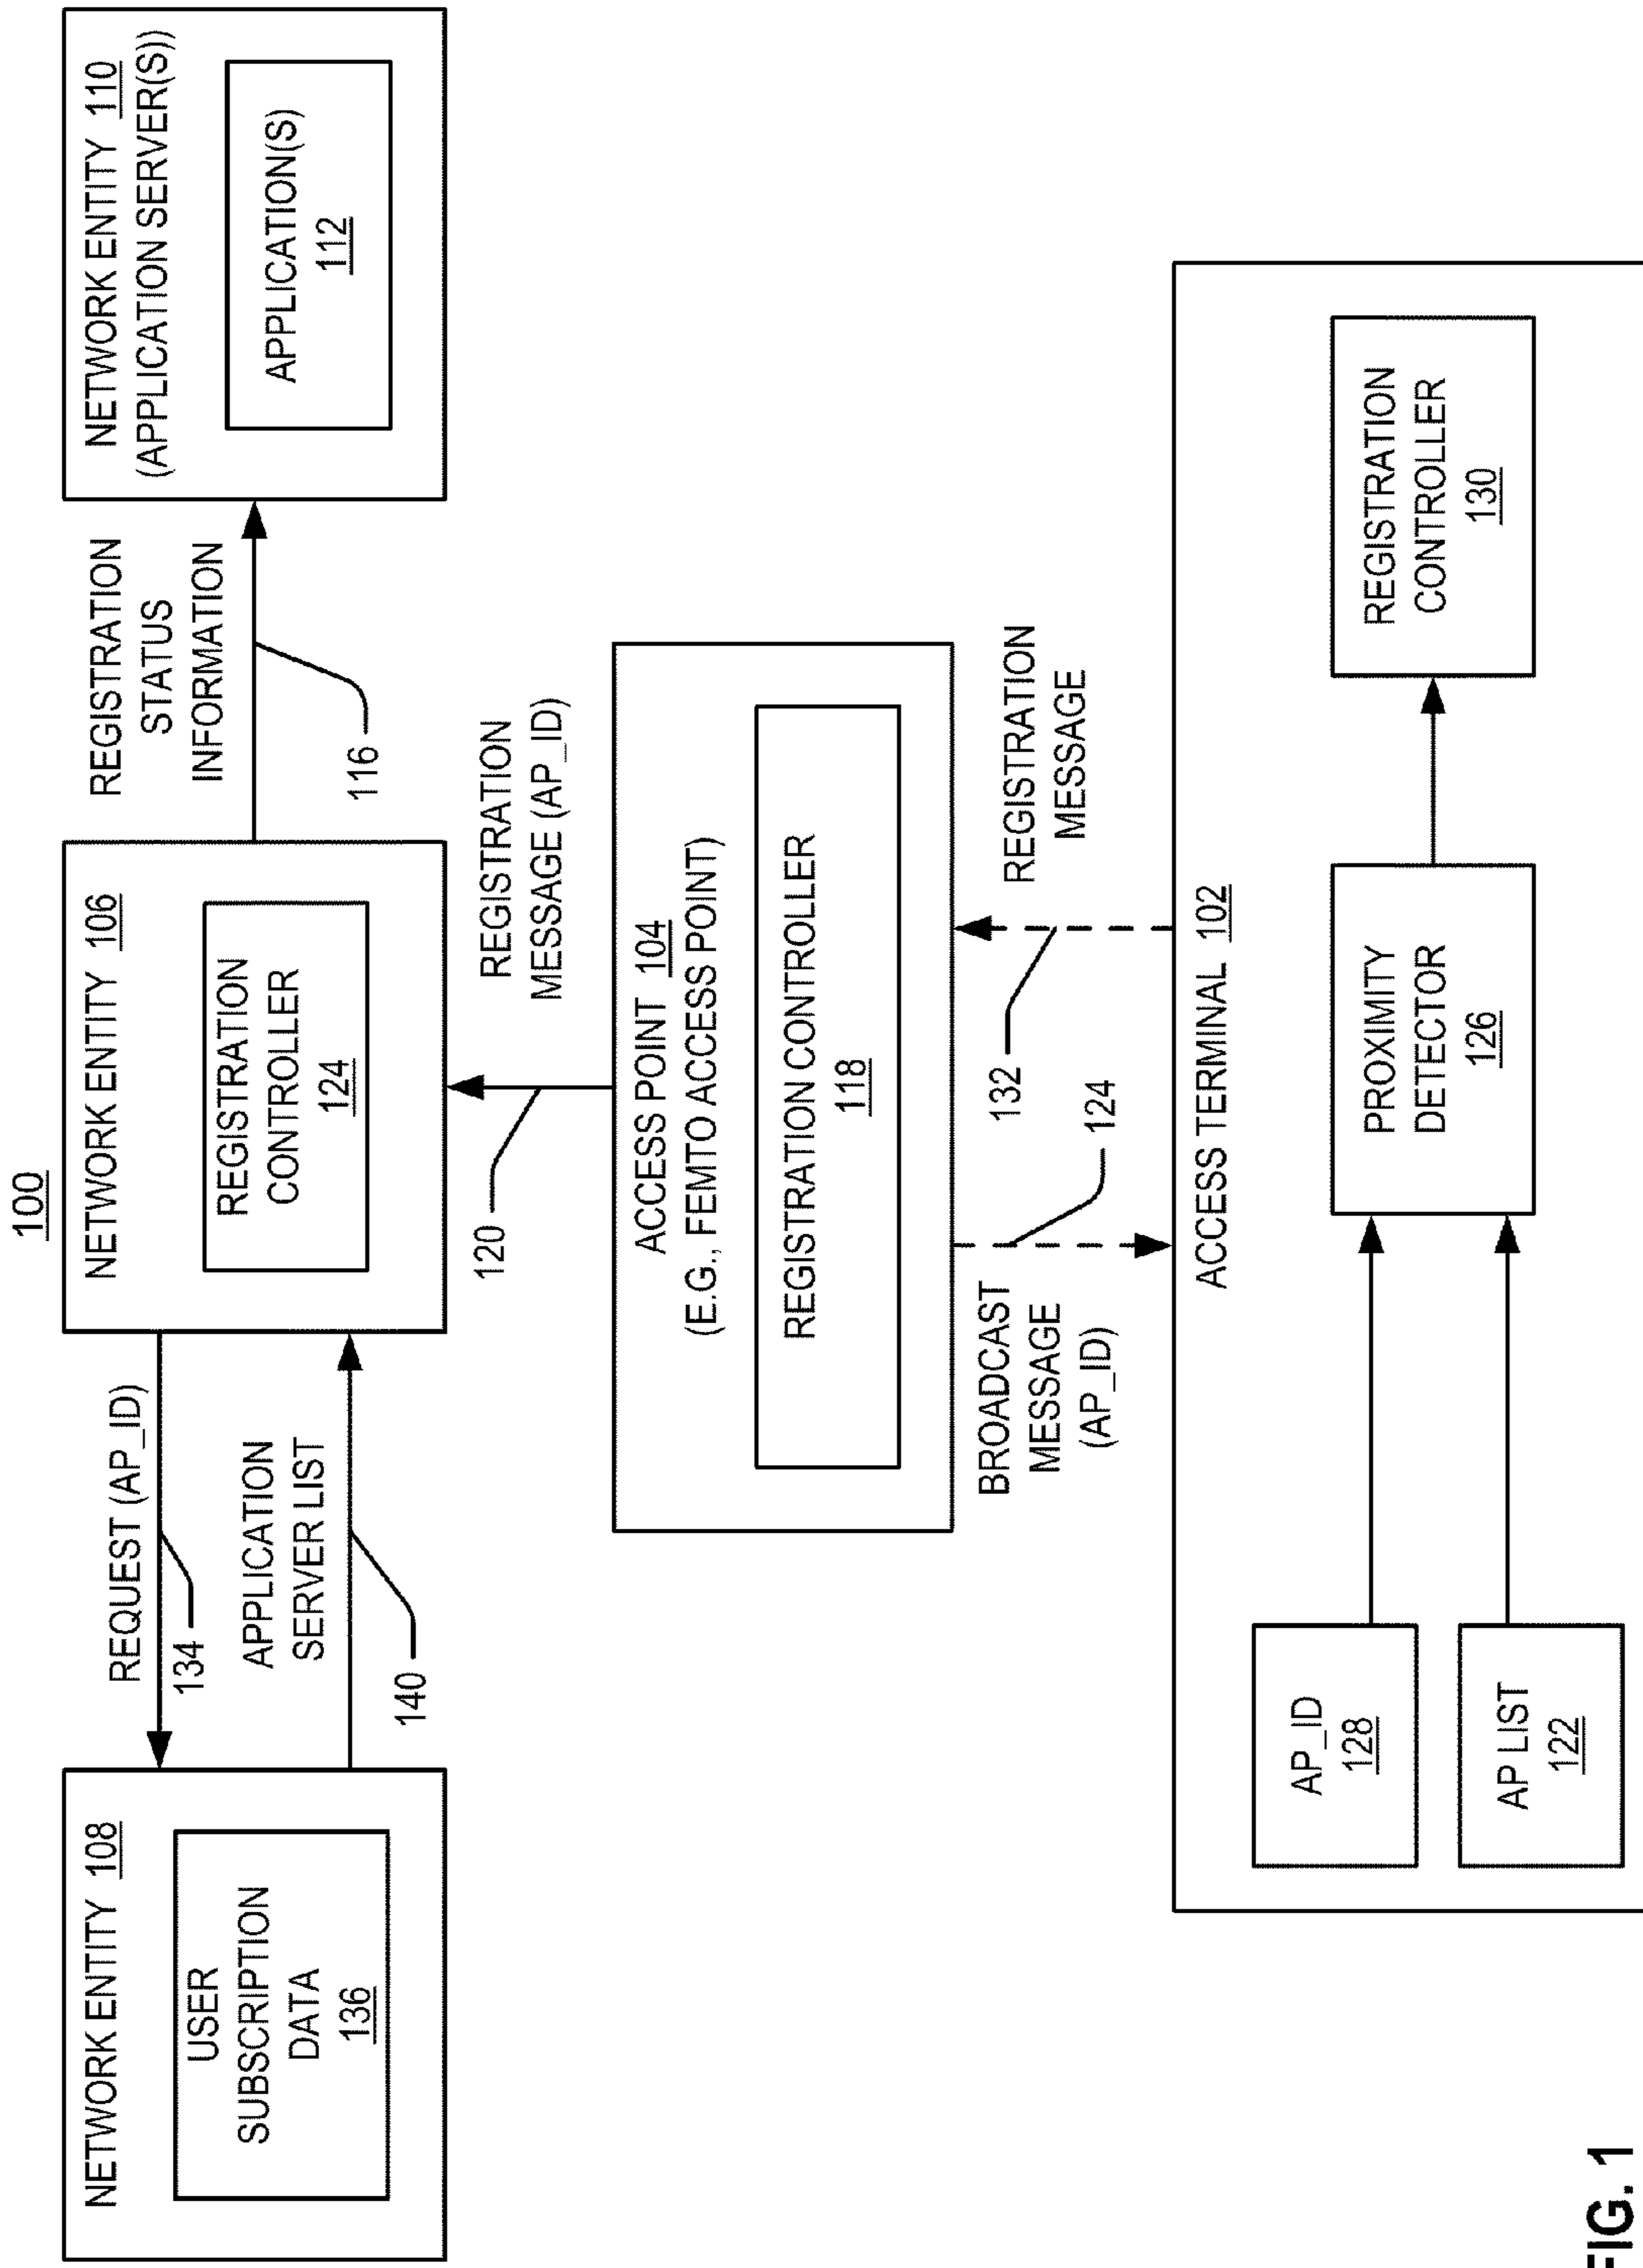 100
NETWORK ENTITY 108
USER
SUBSCRIPTION
DATA
136
REQUEST (AP_ID)
134
APPLICATION
SERVER LIST
140
NETWORK ENTITY 106
REGISTRATION
CONTROLLER
124
REGISTRATION
STATUS
INFORMATION
116
NETWORK ENTITY 110
(APPLICATION SERVER(S))
APPLICATION(S)
112
120
REGISTRATION
MESSAGE (AP_ID)
ACCESS POINT 104
(E.G., FEMTO ACCESS POINT)
REGISTRATION CONTROLLER
118
BROADCAST
MESSAGE
(AP_ID)
124
132
REGISTRATION
MESSAGE
ACCESS TERMINAL 102
AP_ID
128
AP LIST
122
PROXIMITY
DETECTOR
126
REGISTRATION
CONTROLLER
130
FIG. 1